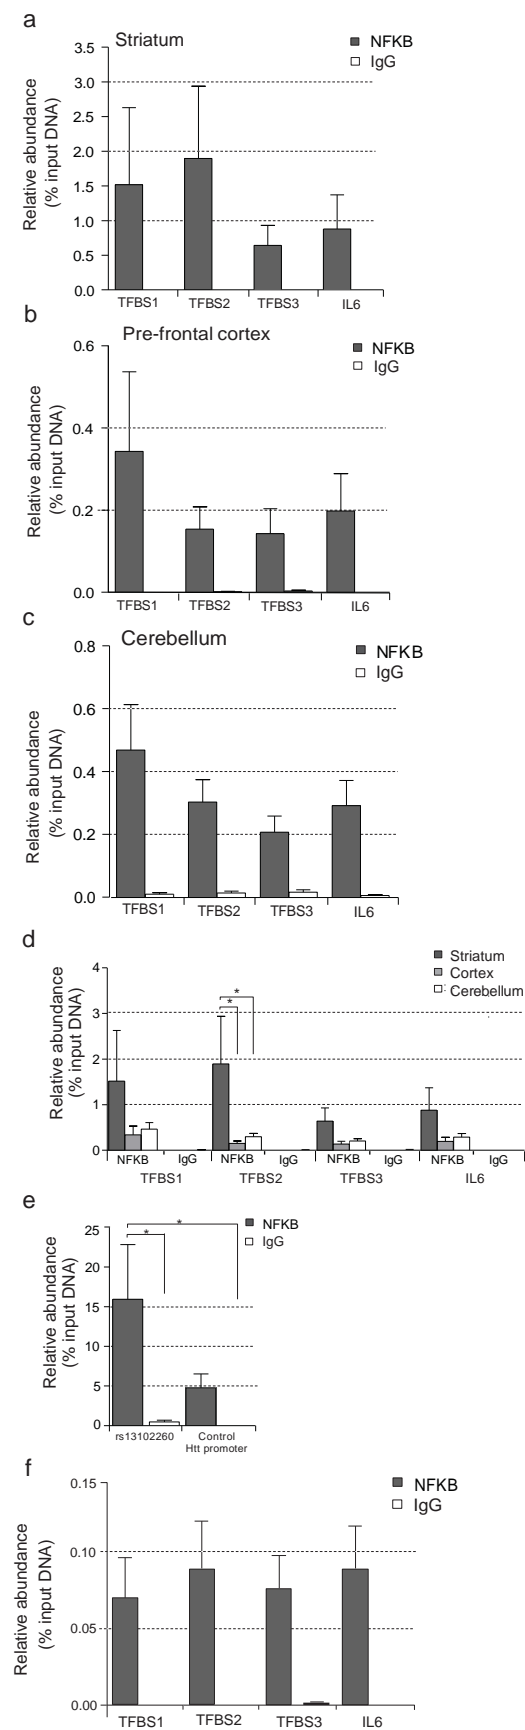 a
Striatum
NFKB
IgG
Relative abundance
(% input DNA)
3.5
3.0
2.5
2.0
1.5
1.0
0.5
0.0
TFBS1 TFBS2 TFBS3 IL6
b
Pre-frontal cortex
NFKB
IgG
Relative abundance
(% input DNA)
0.6
0.4
0.2
0.0
TFBS1 TFBS2 TFBS3 IL6
c
Cerebellum
NFKB
IgG
Relative abundance
(% input DNA)
0.8
0.6
0.4
0.2
0.0
TFBS1 TFBS2 TFBS3 IL6
d
Striatum
Cortex
Cerebellum
Relative abundance
(% input DNA)
4
3
2
1
0
*
*
NFKB IgG NFKB IgG NFKB IgG NFKB IgG
TFBS1 TFBS2 TFBS3 IL6
e
NFKB
IgG
Relative abundance
(% input DNA)
25
20
15
10
5
0
*
*
rs13102260 Control
Htt promoter
f
NFKB
IgG
Relative abundance
(% input DNA)
0.15
0.10
0.05
0.00
TFBS1 TFBS2 TFBS3 IL6